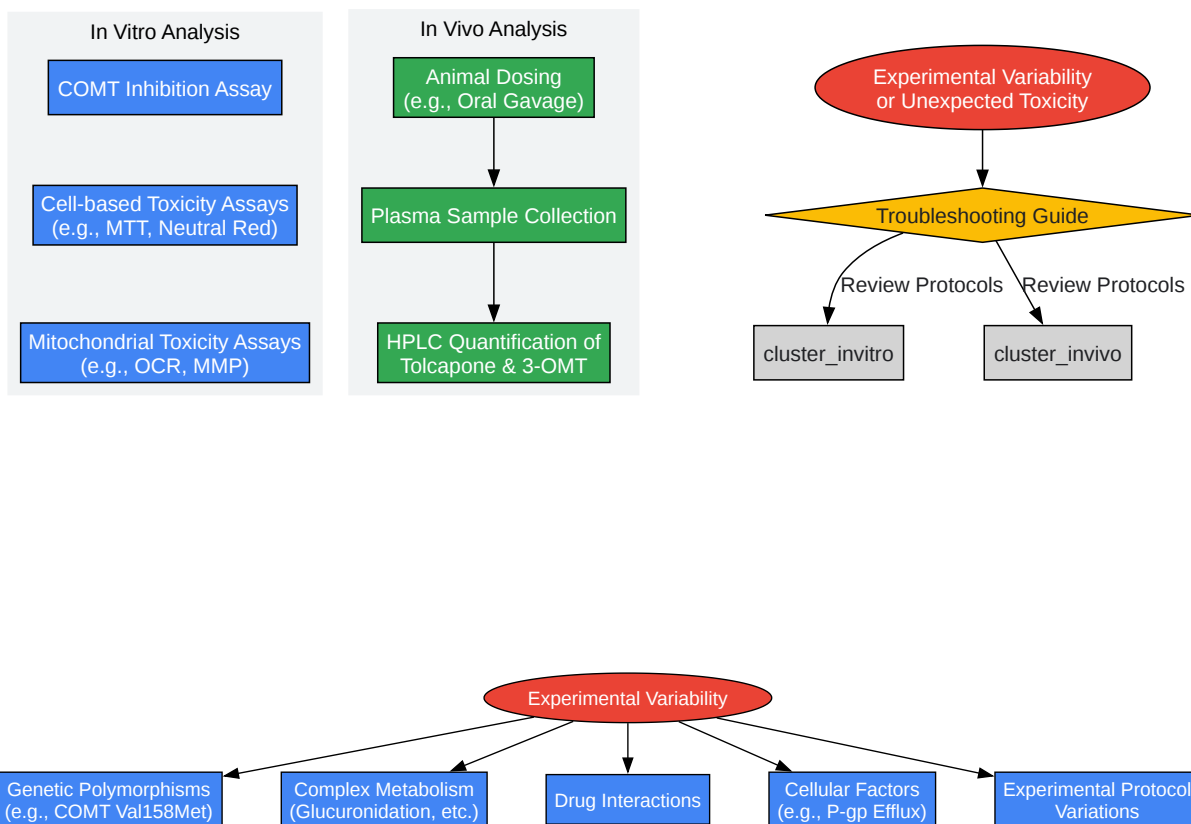 In Vitro Analysis
COMT Inhibition Assay
Cell-based Toxicity Assays
(e.g., MTT, Neutral Red)
Mitochondrial Toxicity Assays
(e.g., OCR, MMP)
In Vivo Analysis
Animal Dosing
(e.g., Oral Gavage)
Plasma Sample Collection
HPLC Quantification of
Tolcapone & 3-OMT
Experimental Variability
or Unexpected Toxicity
Troubleshooting Guide
Review Protocols
Review Protocols
cluster_invitro
cluster_invivo
Experimental Variability
Genetic Polymorphisms
(e.g., COMT Val158Met)
Complex Metabolism
(Glucuronidation, etc.)
Drug Interactions
Cellular Factors
(e.g., P-gp Efflux)
Experimental Protocol
Variations